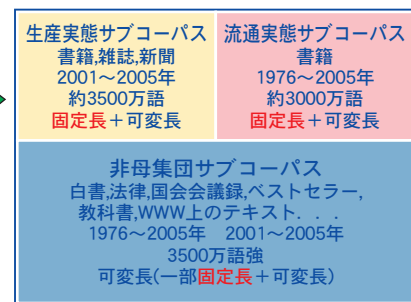 生産実態サブコーパス
書籍,雑誌,新聞
2001～2005年
約3500万語
固定長＋可変長
流通実態サブコーパス
書籍
1976～2005年
約3000万語
固定長＋可変長
非母集団サブコーパス
白書,法律,国会会議録,ベストセラー,
教科書,WWW上のテキスト. . .
1976～2005年　2001～2005年
3500万語強
可変長(一部固定長＋可変長)